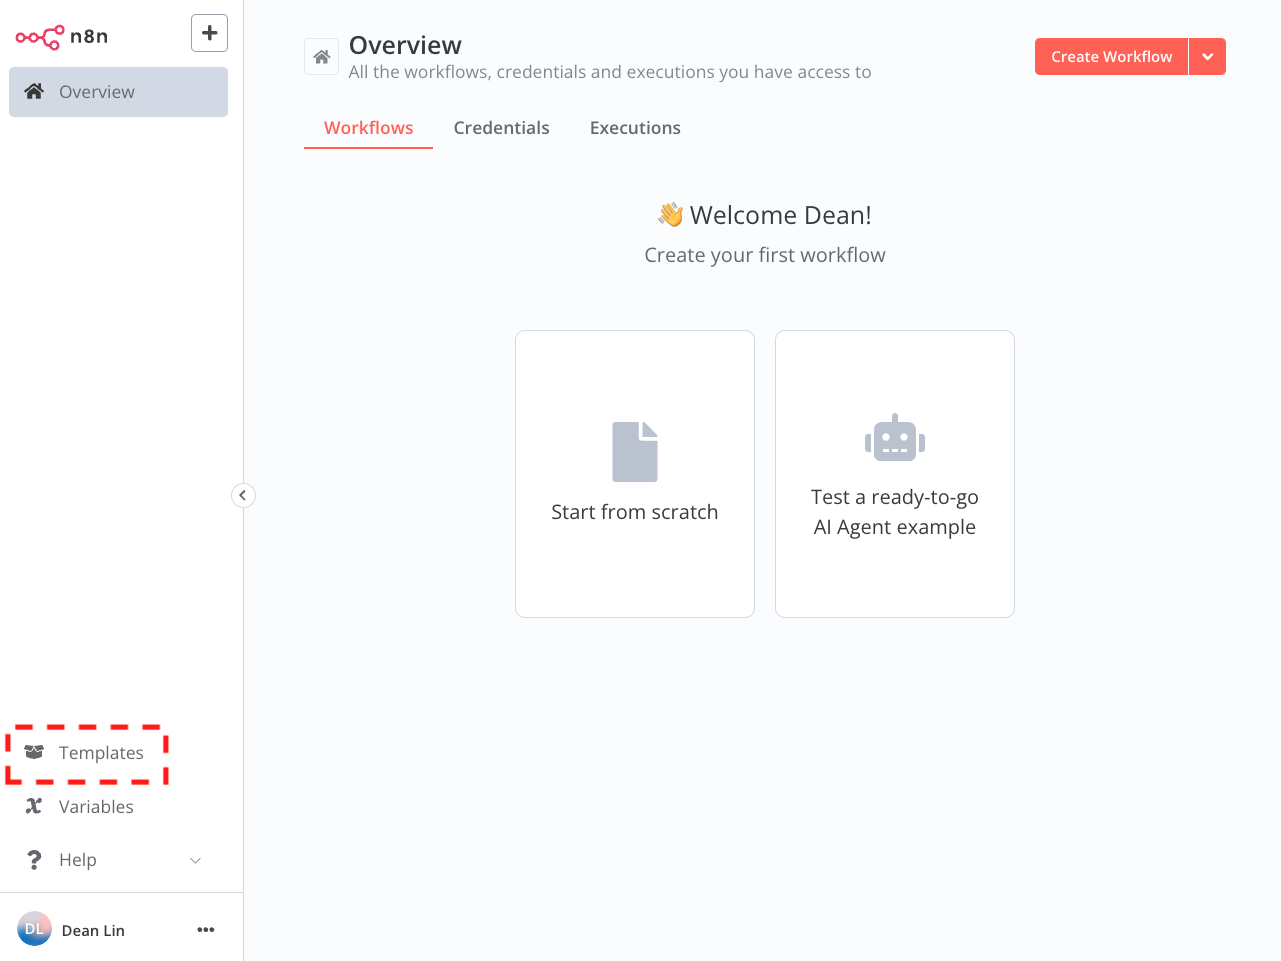 n8n
Overview
Overview
All the workflows, credentials and executions you have access to
Create Workflow
Workflows
Credentials
Executions
👋 Welcome Dean!
Create your first workflow
Start from scratch
Test a ready-to-go
AI Agent example
Templates
Variables
Help
DL
Dean Lin